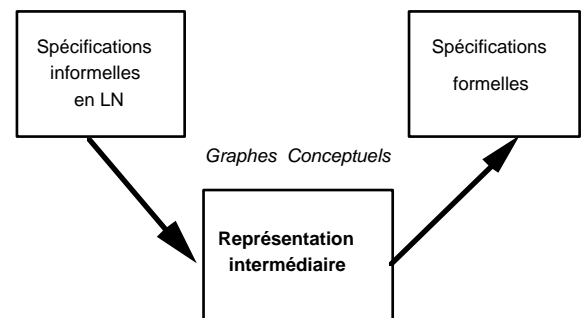 Spécifications
informelles
en LN
Spécifications
formelles
Graphes Conceptuels
Représentation
intermédiaire